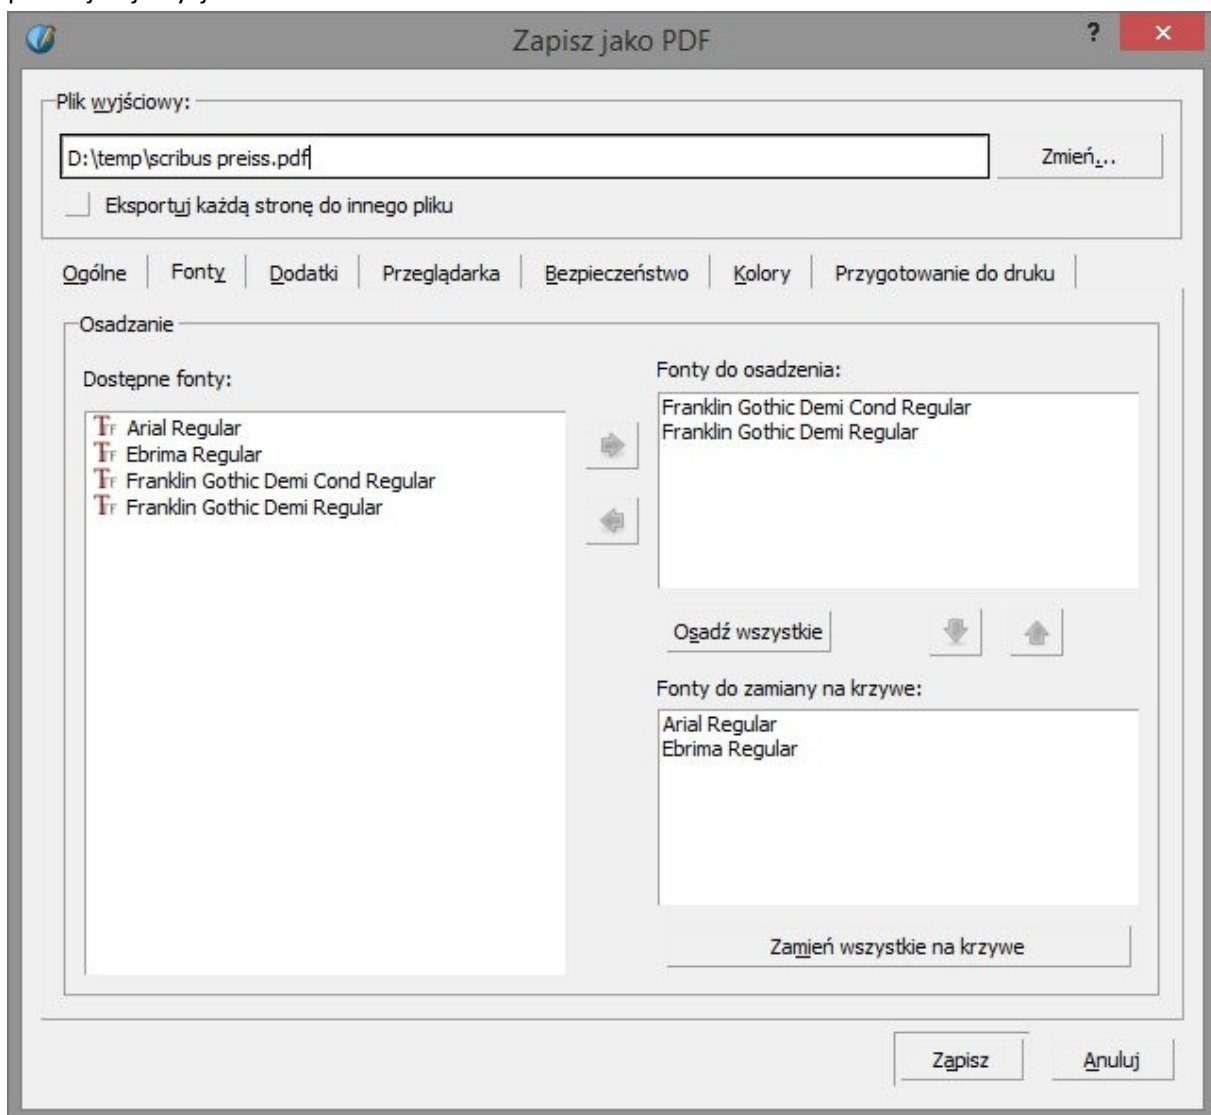 Zapisz jako PDF
?
Plik wyjściowy:
D:\temp\scribus preiss.pdf
Zmień...
Eksportuj każdą stronę do innego pliku
Ogólne Fonty Dodatki Przeglądarka Bezpieczeństwo Kolory Przygotowanie do druku
Osadzanie
Dostępne fonty:
Arial Regular
Ebrima Regular
Franklin Gothic Demi Cond Regular
Franklin Gothic Demi Regular
Fonty do osadzenia:
Franklin Gothic Demi Cond Regular
Franklin Gothic Demi Regular
Osadź wszystkie
Fonty do zamiany na krzywe:
Arial Regular
Ebrima Regular
Zamień wszystkie na krzywe
Zapisz Anuluj